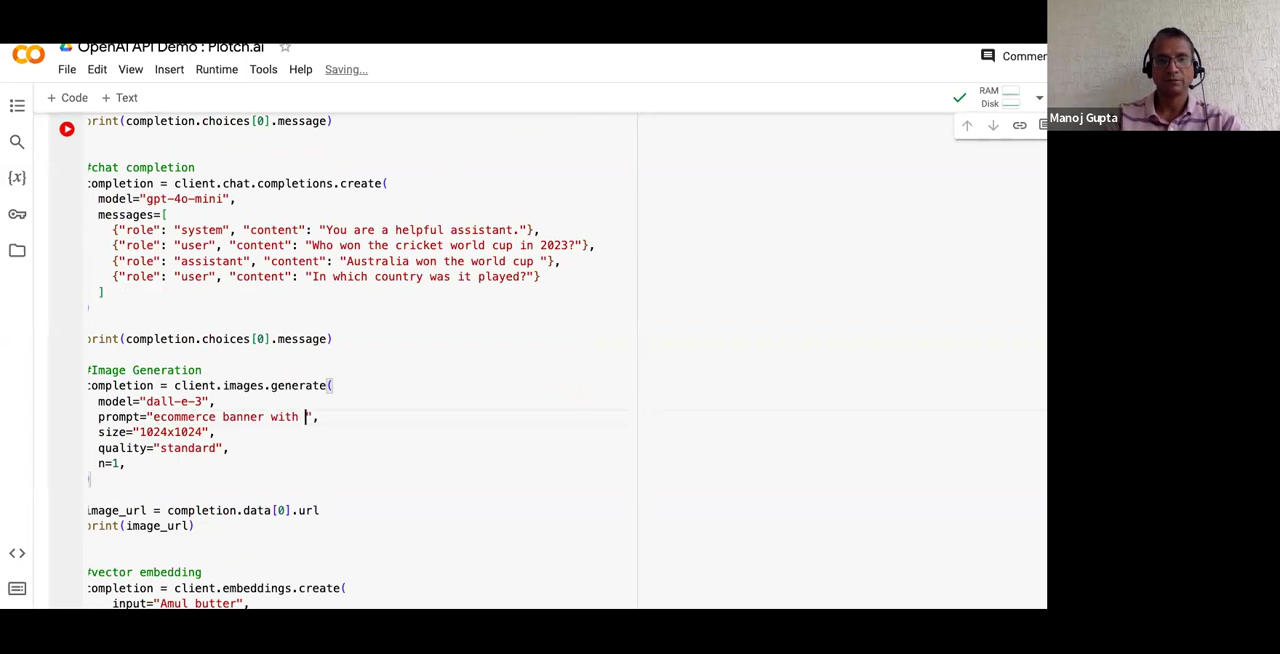 OpenAI API Demo : Plotch.ai
File Edit View Insert Runtime Tools Help Saving...
Commen
+ Code + Text
RAM
Disk
Manoj Gupta
print(completion.choices[0].message)
#chat completion
completion = client.chat.completions.create(
model="gpt-4o-mini",
messages=[
{"role": "system", "content": "You are a helpful assistant."},
{"role": "user", "content": "Who won the cricket world cup in 2023?"},
{"role": "assistant", "content": "Australia won the world cup "},
{"role": "user", "content": "In which country was it played?"}
]
)
print(completion.choices[0].message)
#Image Generation
completion = client.images.generate(
model="dall-e-3",
prompt="ecommerce banner with ",
size="1024x1024",
quality="standard",
n=1,
)
image_url = completion.data[0].url
print(image_url)
#vector embedding
completion = client.embeddings.create(
input="Amul butter",